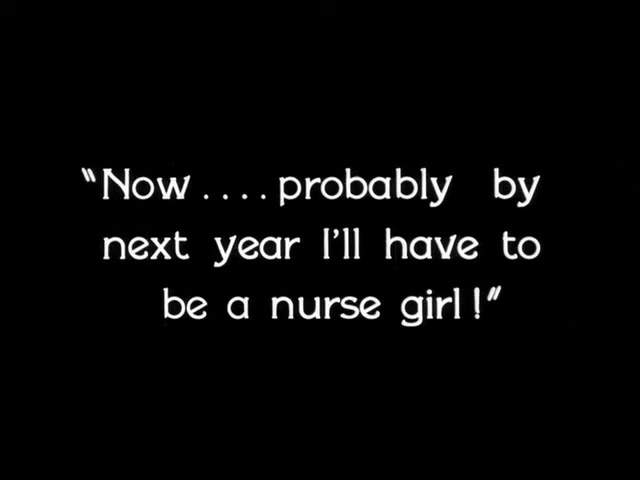 "Now....probably by
next year I'll have to
be a nurse girl!"